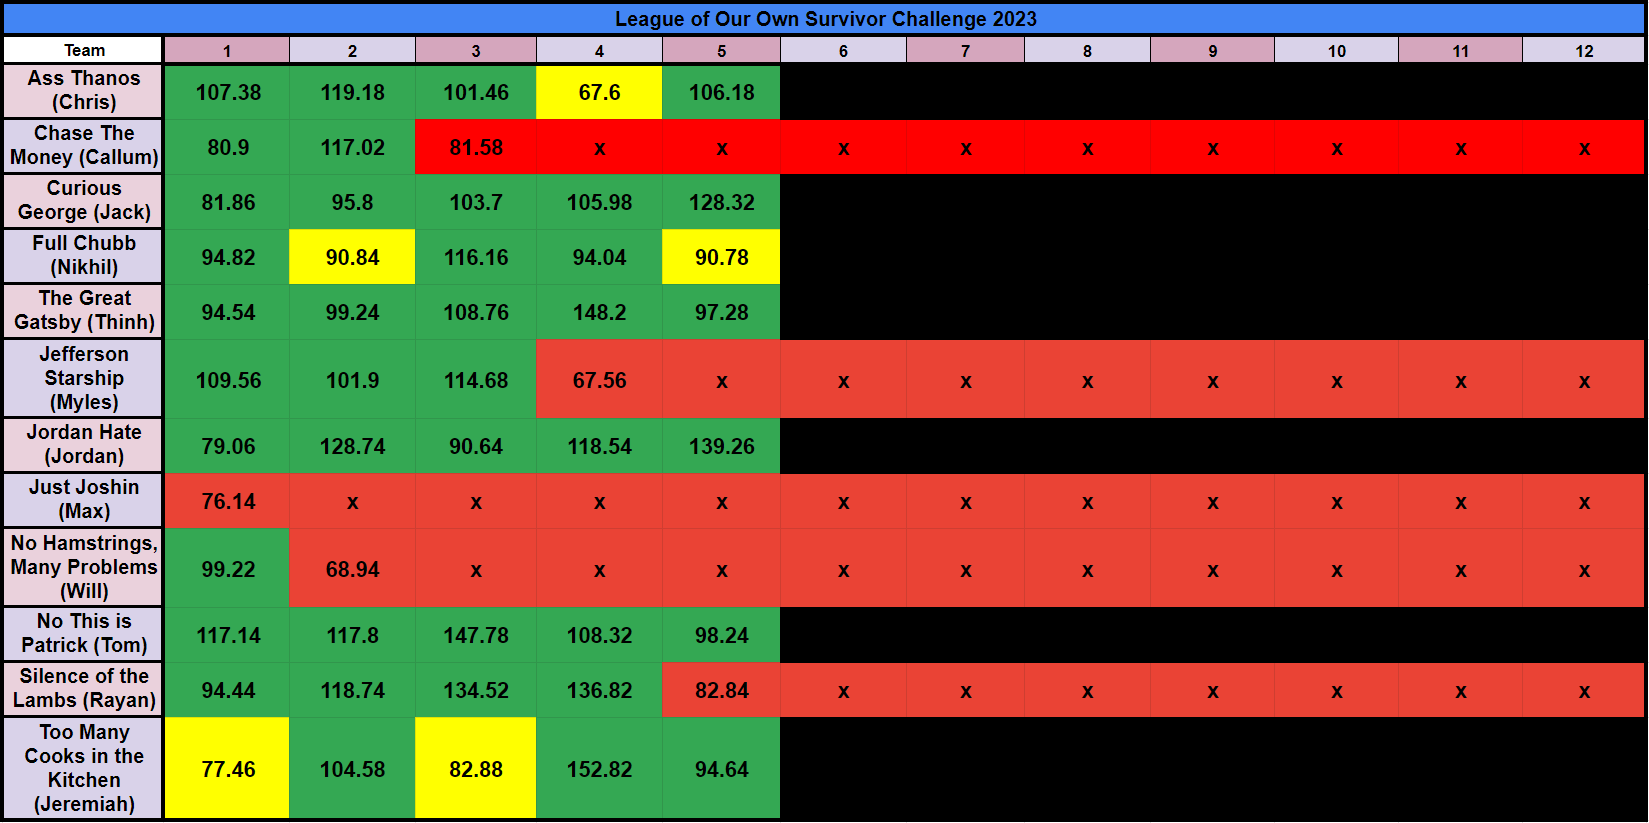 League of Our Own Survivor Challenge 2023
Team 1 2 3 4 5 6 7 8 9 10 11 12
Ass Thanos
(Chris) 107.38 119.18 101.46 67.6 106.18
Chase The
Money (Callum) 80.9 117.02 81.58 x x x x x x x x x
Curious
George (Jack) 81.86 95.8 103.7 105.98 128.32
Full Chubb
(Nikhil) 94.82 90.84 116.16 94.04 90.78
The Great
Gatsby (Thinh) 94.54 99.24 108.76 148.2 97.28
Jefferson
Starship
(Myles) 109.56 101.9 114.68 67.56 x x x x x x x x
Jordan Hate
(Jordan) 79.06 128.74 90.64 118.54 139.26
Just Joshin
(Max) 76.14 x x x x x x x x x x x
No Hamstrings,
Many Problems
(Will) 99.22 68.94 x x x x x x x x x x
No This is
Patrick (Tom) 117.14 117.8 147.78 108.32 98.24
Silence of the
Lambs (Rayan) 94.44 118.74 134.52 136.82 82.84 x x x x x x x
Too Many
Cooks in the
Kitchen
(Jeremiah) 77.46 104.58 82.88 152.82 94.64